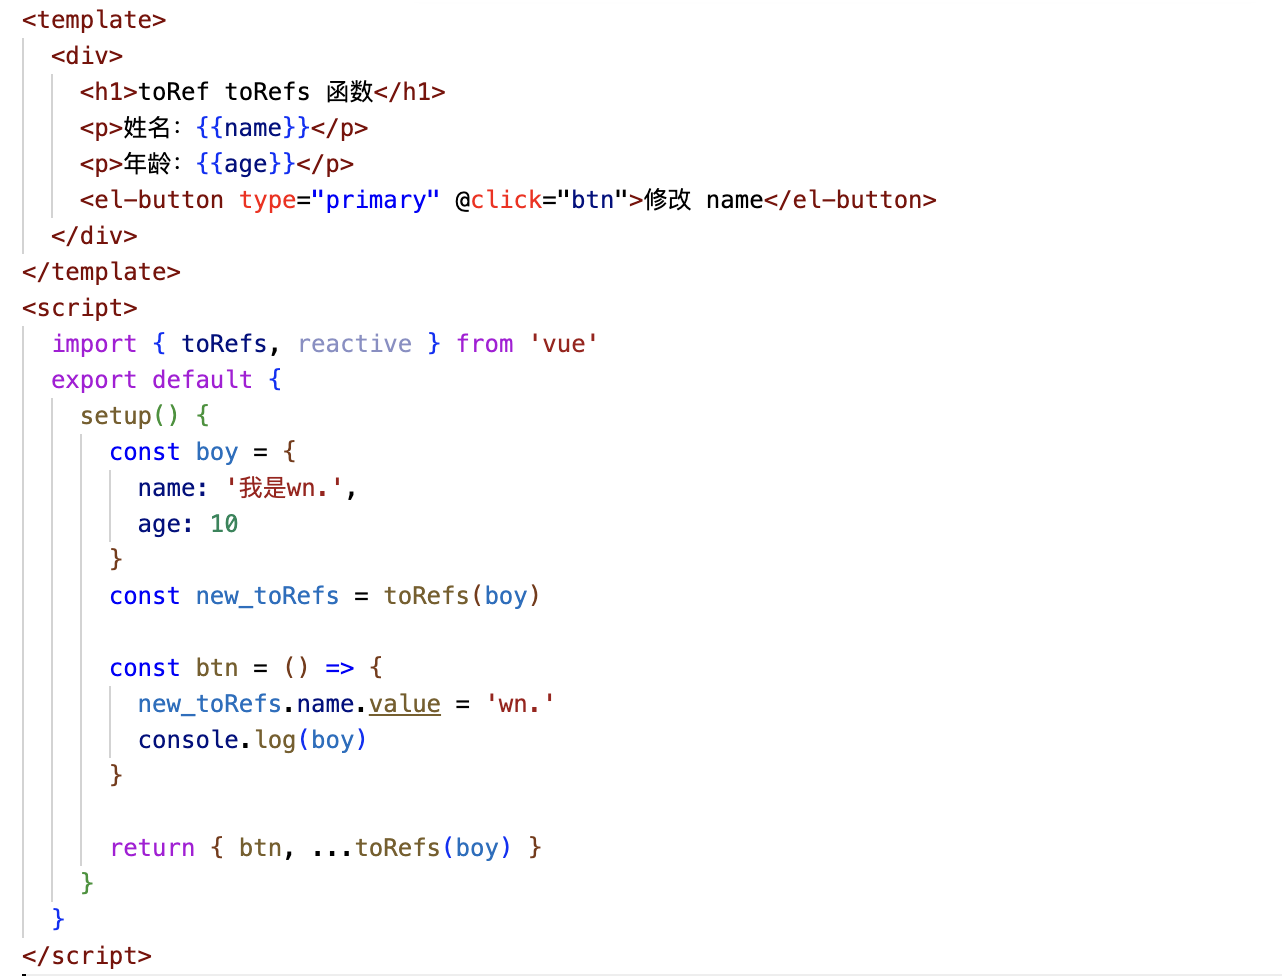 <template>
  <div>
    <h1>toRef toRefs 函数</h1>
    <p>姓名：{{name}}</p>
    <p>年龄：{{age}}</p>
    <el-button type="primary" @click="btn">修改 name</el-button>
  </div>
</template>
<script>
  import { toRefs, reactive } from 'vue'
  export default {
    setup() {
      const boy = {
        name: '我是wn.',
        age: 10
      }
      const new_toRefs = toRefs(boy)

      const btn = () => {
        new_toRefs.name.value = 'wn.'
        console.log(boy)
      }

      return { btn, ...toRefs(boy) }
    }
  }
</script>